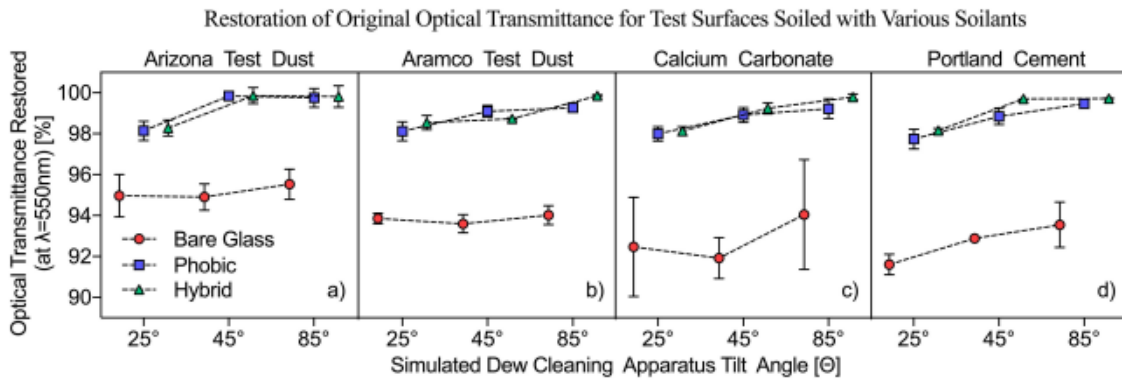 Restoration of Original Optical Transmittance for Test Surfaces Soiled with Various Soilants
Arizona Test Dust
Aramco Test Dust
Calcium Carbonate
Portland Cement
Optical Transmittance Restored
(at λ=550nm) [%]
100
98
96
94
92
90
Bare Glass
Phobic
Hybrid
a)
b)
c)
d)
25° 45° 85°
25° 45° 85°
25° 45° 85°
25° 45° 85°
Simulated Dew Cleaning Apparatus Tilt Angle [Θ]